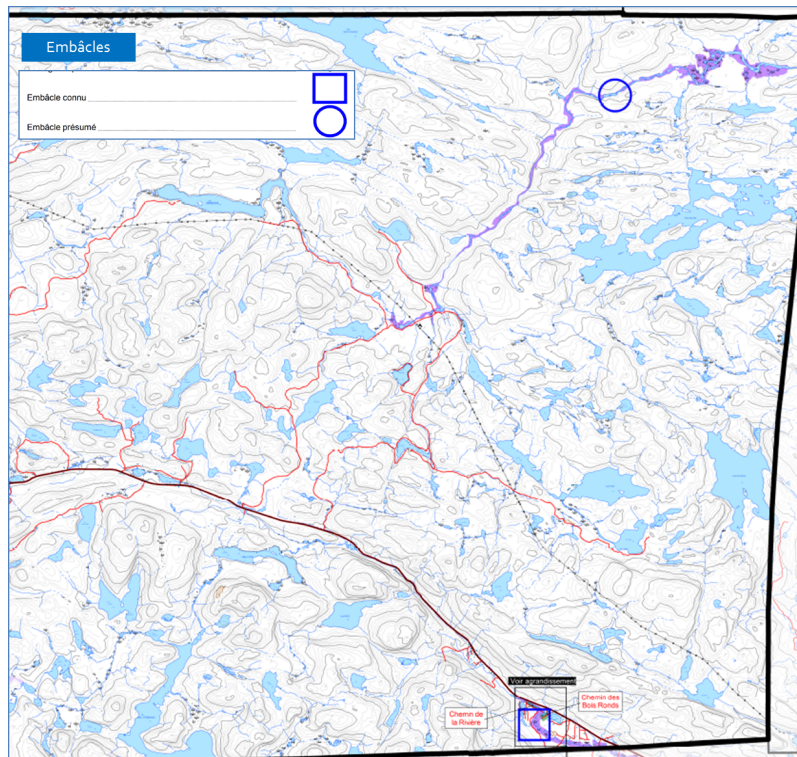 Embâcles
Embâcle connu
Embâcle présumé
Voir agrandissement
Chemin des
Bois Ronds
Chemin de
la Rivière